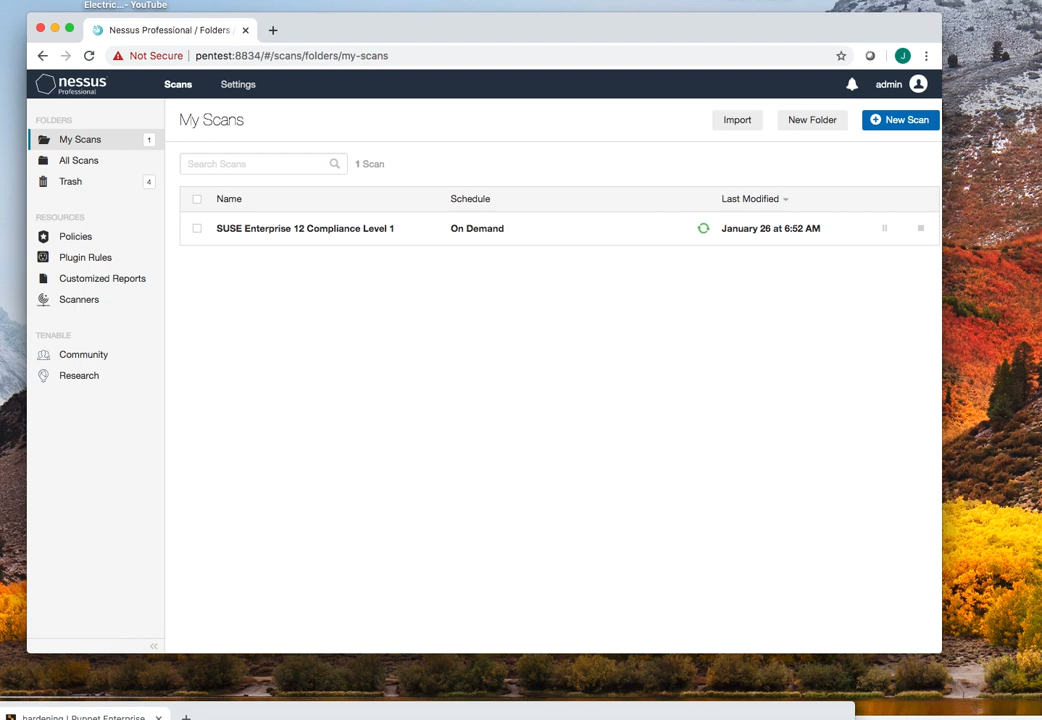 Electric...- YouTube
Nessus Professional / Folders /
Not Secure | pentest:8834/#/scans/folders/my-scans
J
nessus
Professional
Scans
Settings
admin
FOLDERS
My Scans 1
All Scans
Trash 4
RESOURCES
Policies
Plugin Rules
Customized Reports
Scanners
TENABLE
Community
Research
My Scans
Import
New Folder
New Scan
Search Scans
1 Scan
Name Schedule Last Modified
SUSE Enterprise 12 Compliance Level 1 On Demand January 26 at 6:52 AM
hardening | Puppet Enterprise